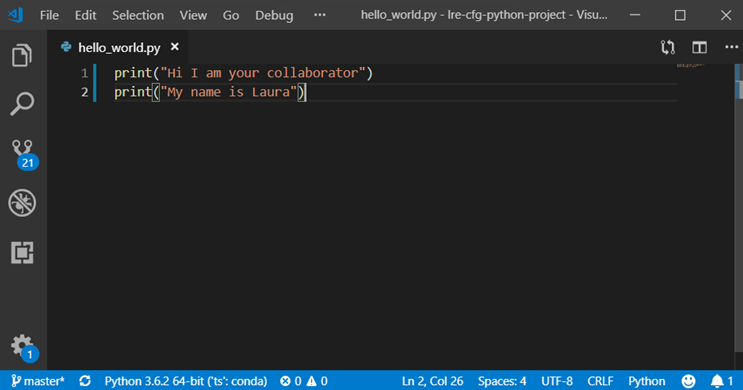 File Edit Selection View Go Debug ··· hello_world.py - lre-cfg-python-project - Visu...
hello_world.py
1 print("Hi I am your collaborator")
2 print("My name is Laura")
21
1
master* Python 3.6.2 64-bit ('ts': conda) 0 0 Ln 2, Col 26 Spaces: 4 UTF-8 CRLF Python 1